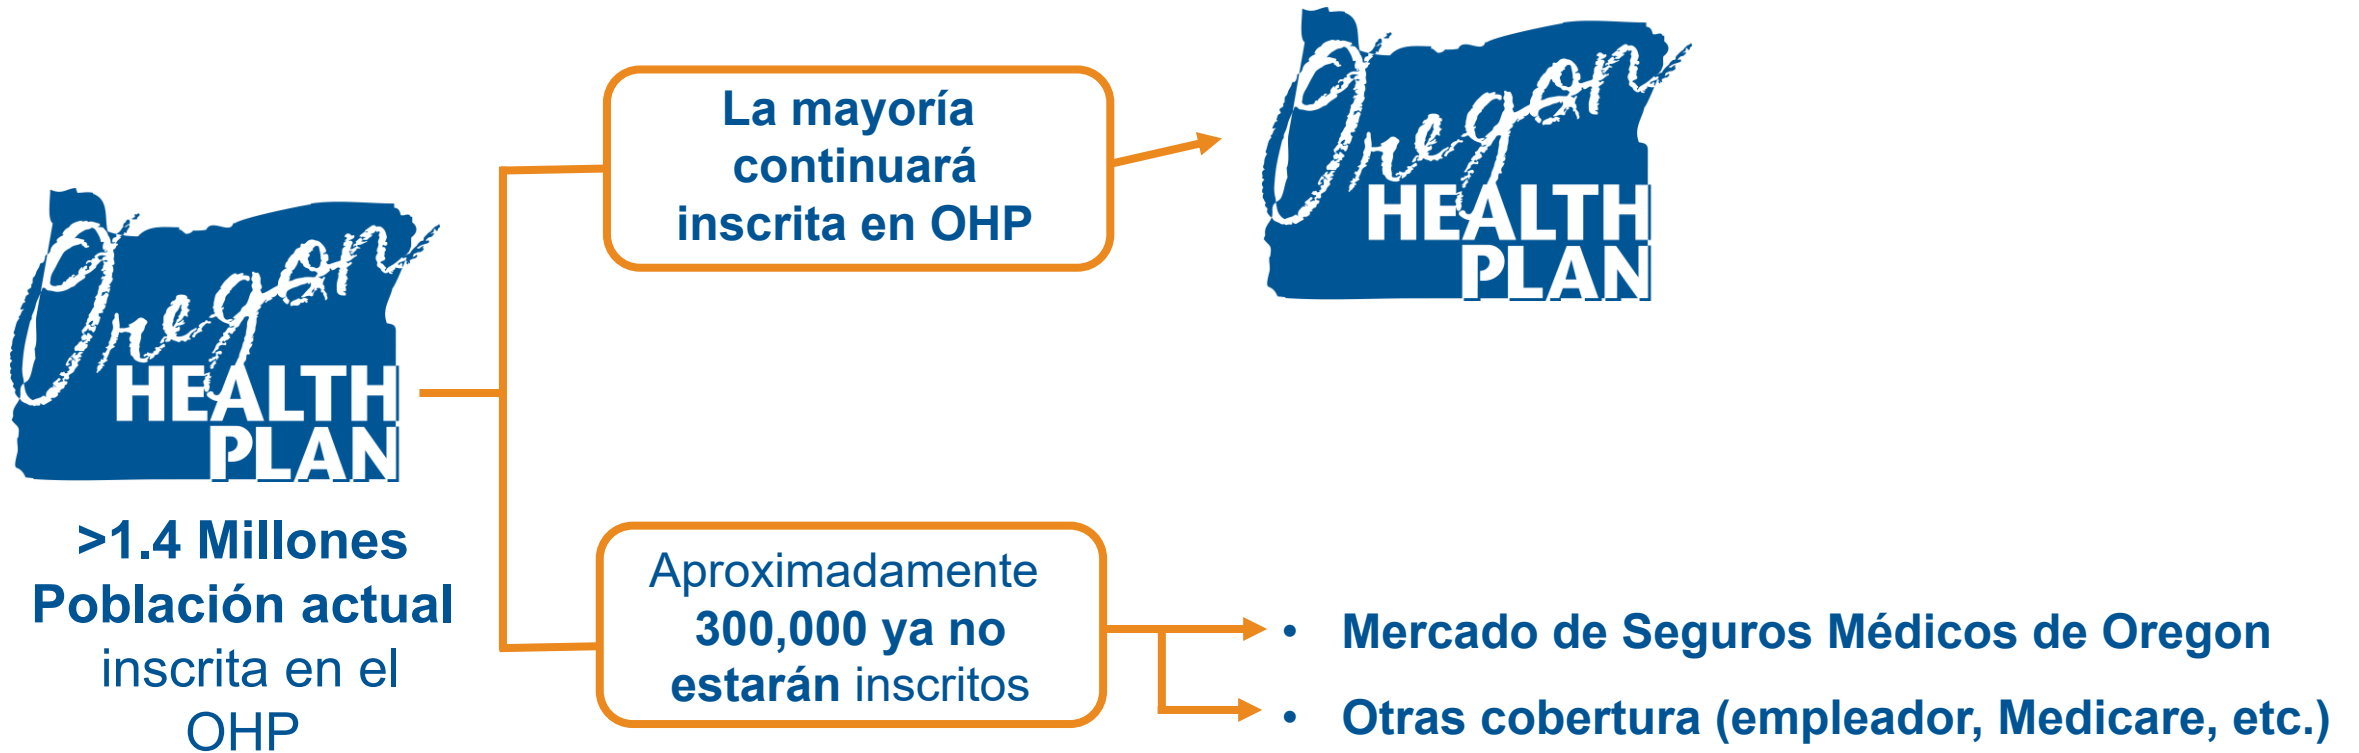 Oregon
HEALTH
PLAN
>1.4 Millones
Población actual
inscrita en el
OHP
La mayoría
continuará
inscrita en OHP
Oregon
HEALTH
PLAN
Aproximadamente
300,000 ya no
estarán inscritos
• Mercado de Seguros Médicos de Oregon
• Otras cobertura (empleador, Medicare, etc.)